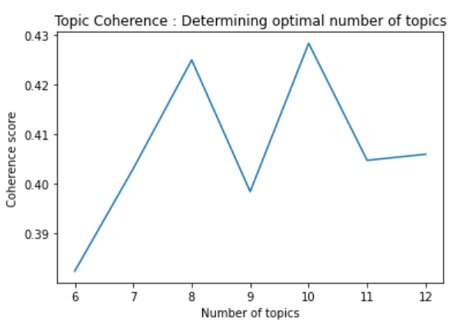 Topic Coherence : Determining optimal number of topics
0.43
0.42
0.41
0.40
0.39
Coherence score
6 7 8 9 10 11 12
Number of topics